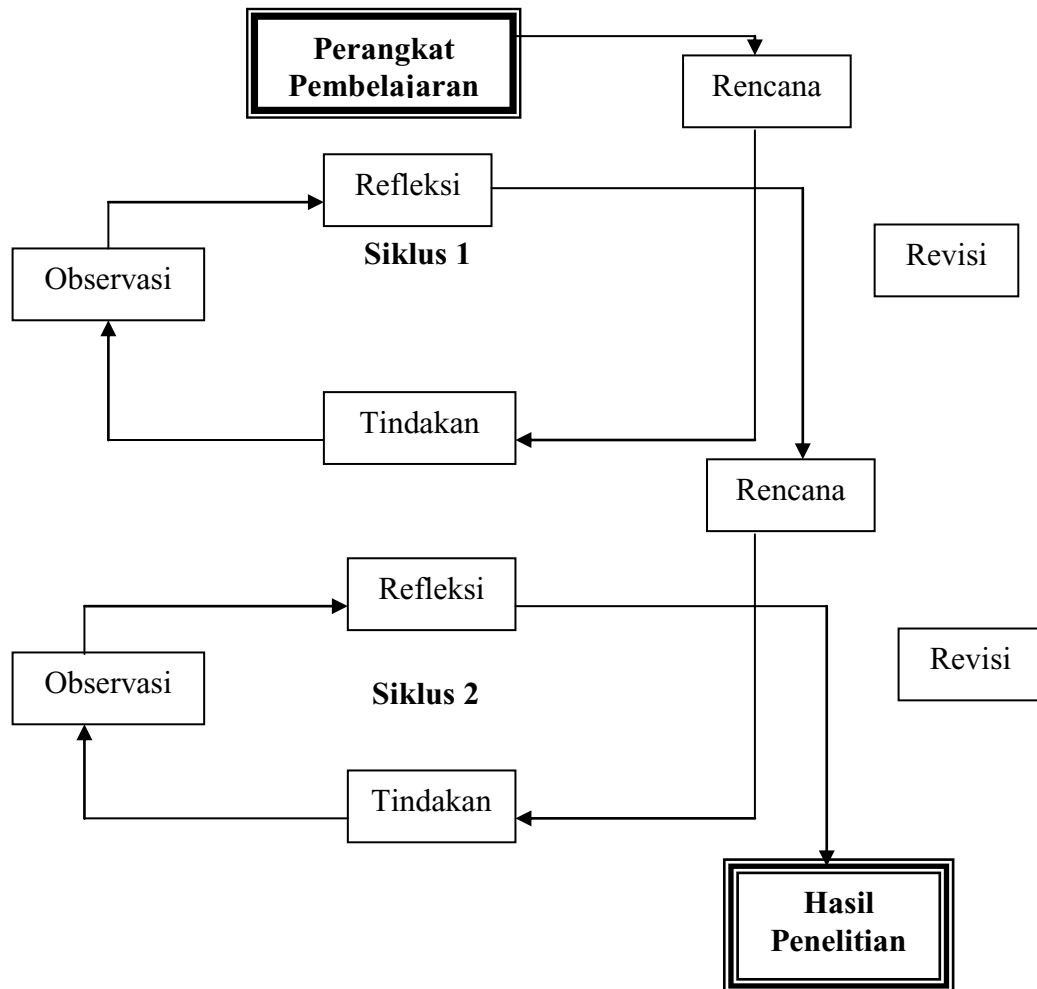 Perangkat
Pembelajaran
Rencana
Refleksi
Siklus 1
Revisi
Observasi
Tindakan
Rencana
Refleksi
Revisi
Observasi
Siklus 2
Tindakan
Hasil
Penelitian